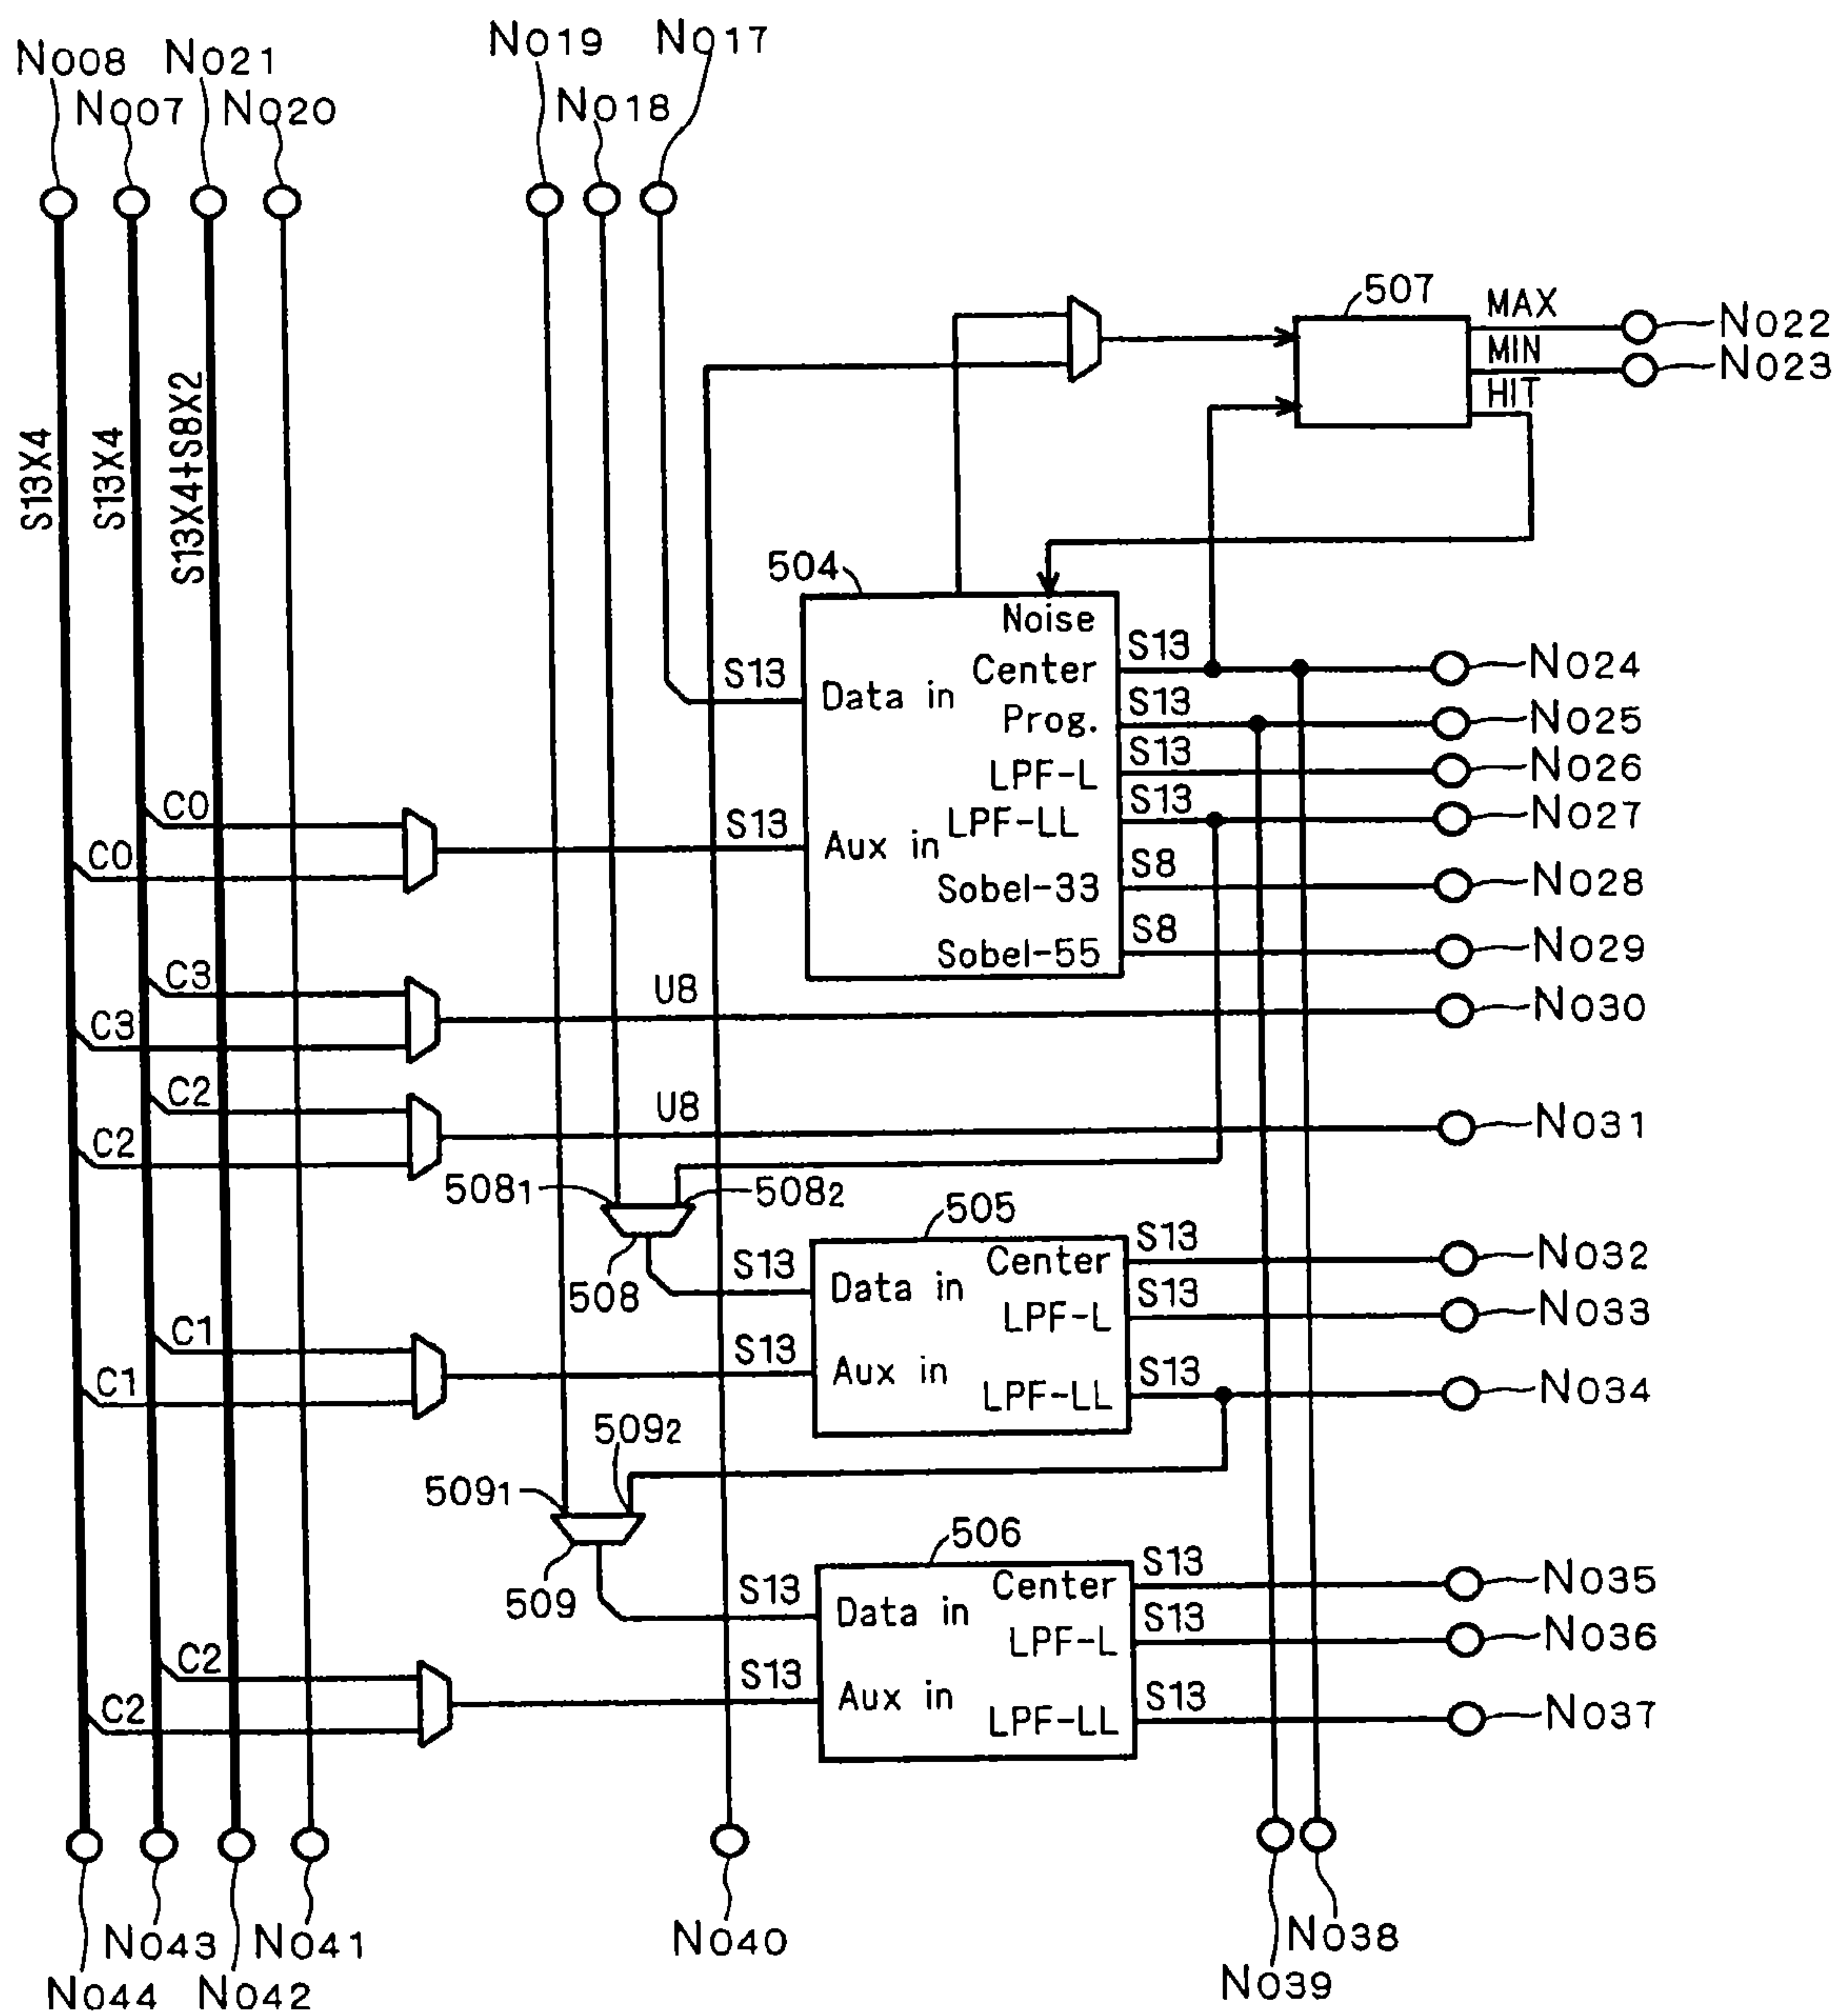 N019 N017
N008 N021
N007 N020
N018
507
MAX
N022
MIN
N023
HIT
S13X4
S13X4
S13X4+S8X2
504
Noise
S13
Center
N024
S13
Data in
S13
Prog.
N025
S13
LPF-L
N026
S13
C0
S13
LPF-LL
N027
C0
Aux in
S8
Sobel-33
N028
S8
Sobel-55
N029
C3
U8
N030
C3
C2
U8
N031
C2
5081
5082
505
508
S13
Data in
Center
S13
N032
S13
LPF-L
N033
C1
S13
Aux in
C1
S13
LPF-LL
N034
5092
5091
506
509
S13
Data in
Center
S13
N035
S13
LPF-L
N036
C2
S13
Aux in
C2
S13
LPF-LL
N037
N043 N041
N040
N038
N044 N042
N039